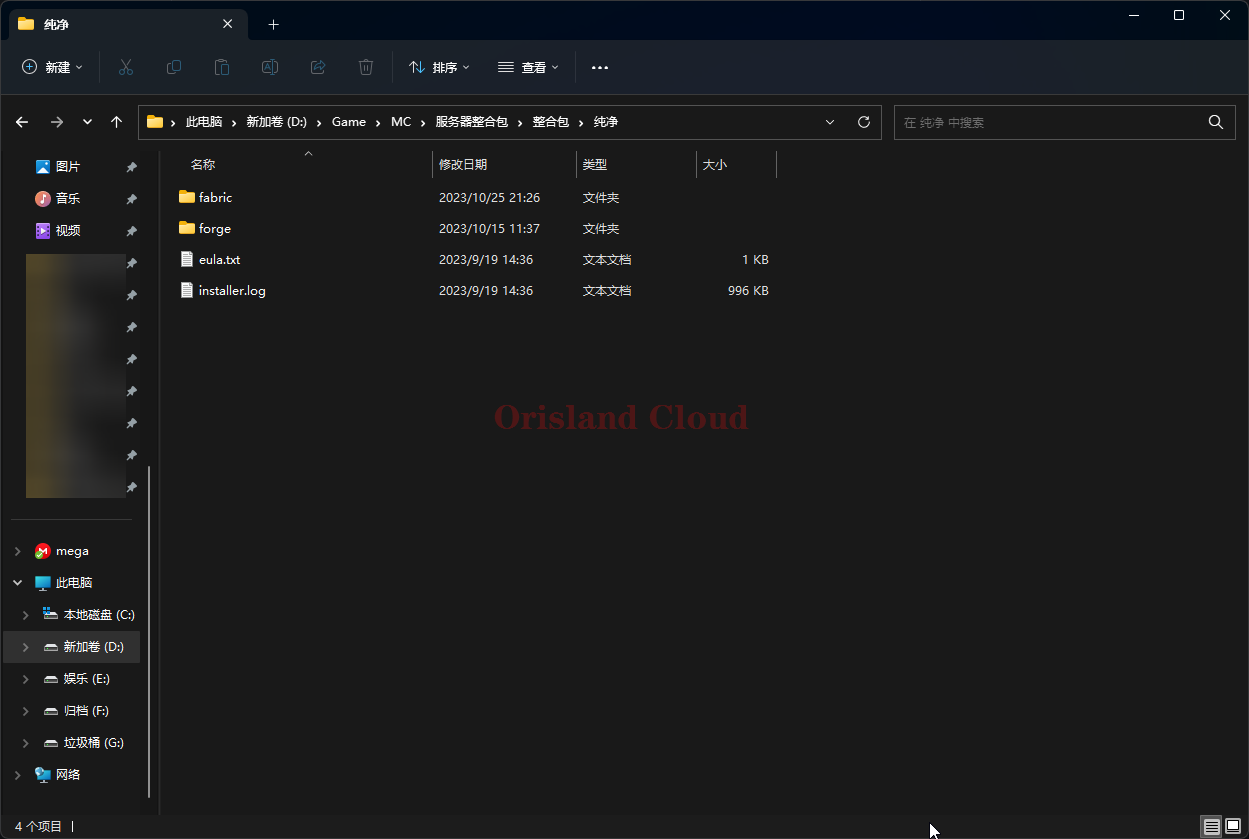 纯净
新建
排序
查看
此电脑 新加卷 (D:) Game MC 服务器整合包 整合包 纯净
在 纯净 中搜索
名称 修改日期 类型 大小
fabric 2023/10/25 21:26 文件夹
forge 2023/10/15 11:37 文件夹
eula.txt 2023/9/19 14:36 文本文档 1 KB
installer.log 2023/9/19 14:36 文本文档 996 KB
Orisland Cloud
图片
音乐
视频
mega
此电脑
本地磁盘 (C:)
新加卷 (D:)
娱乐 (E:)
归档 (F:)
垃圾桶 (G:)
网络
4 个项目